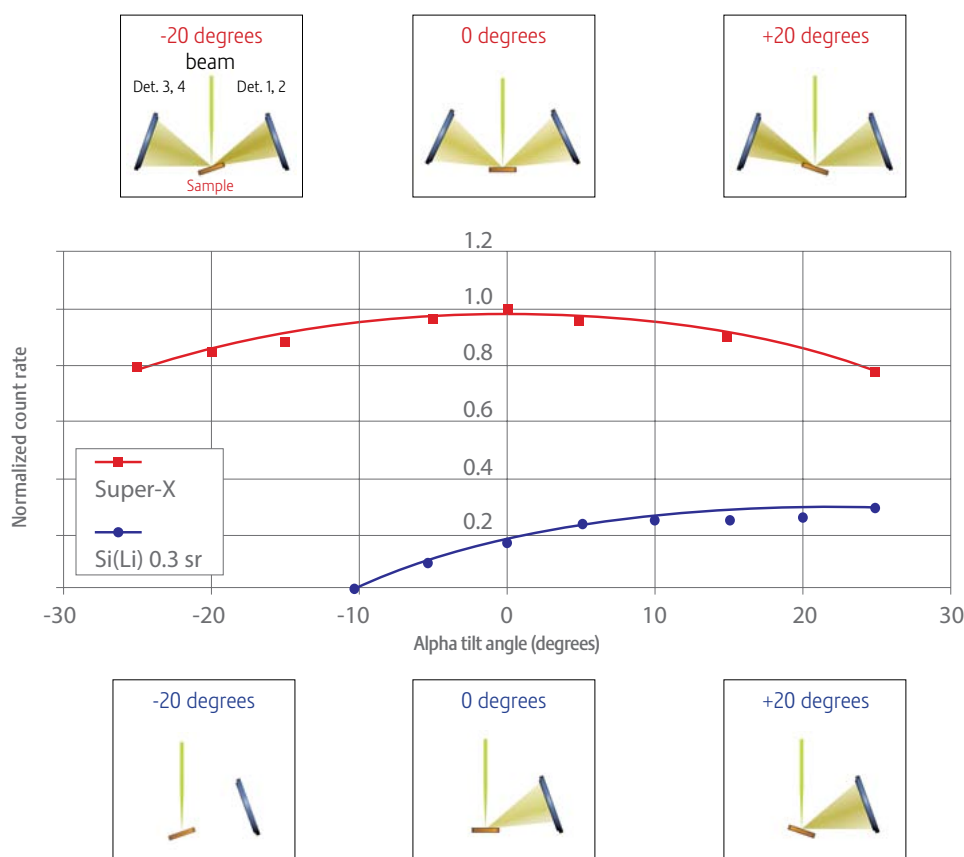 -20 degrees
beam
Det. 3, 4 Det. 1, 2
Sample
0 degrees
+20 degrees
Normalized count rate
1.2
1.0
0.8
0.6
0.4
0.2
Super-X
Si(Li) 0.3 sr
-30 -20 -10 0 10 20 30
Alpha tilt angle (degrees)
-20 degrees
0 degrees
+20 degrees